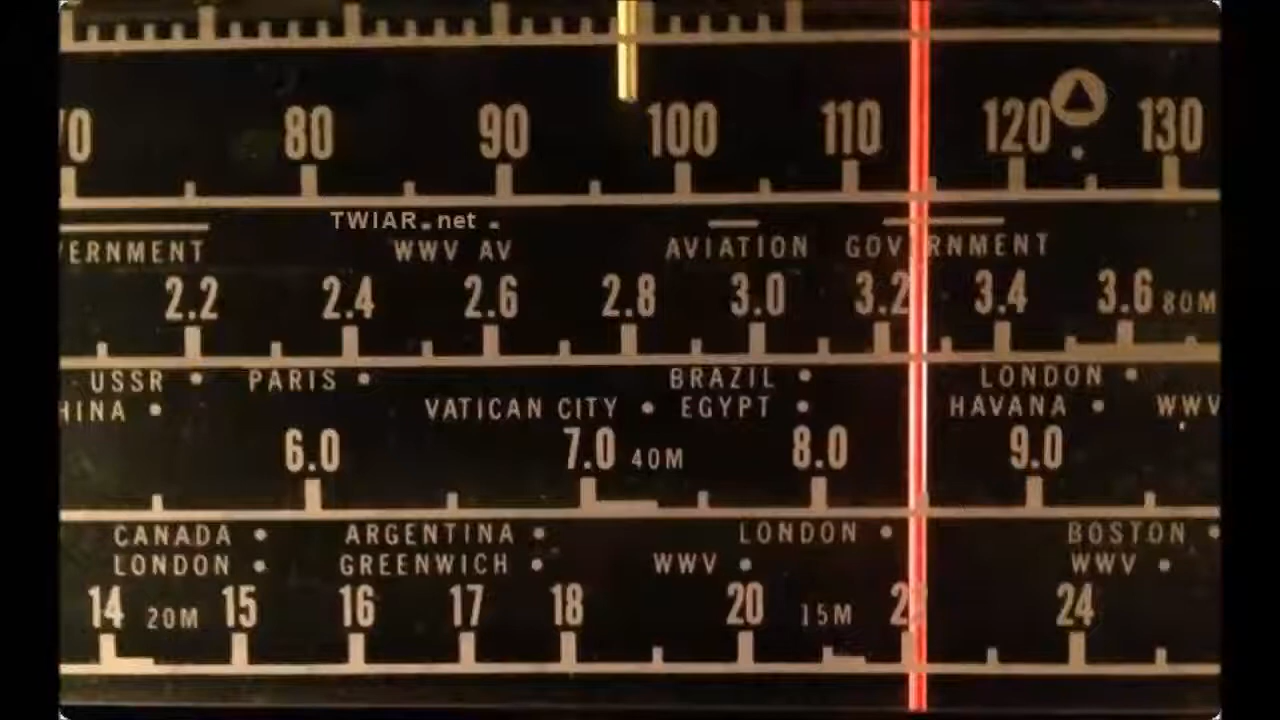 70 80 90 100 110 120 130
TWIAR.net
ERNMENT WWV AV AVIATION GOVERNMENT
2.2 2.4 2.6 2.8 3.0 3.2 3.4 3.6 80M
USSR PARIS BRAZIL LONDON
HINA VATICAN CITY EGYPT HAVANA WWV
6.0 7.0 40M 8.0 9.0
CANADA ARGENTINA LONDON BOSTON
LONDON GREENWICH WWV WWV
14 20M 15 16 17 18 20 15M 22 24